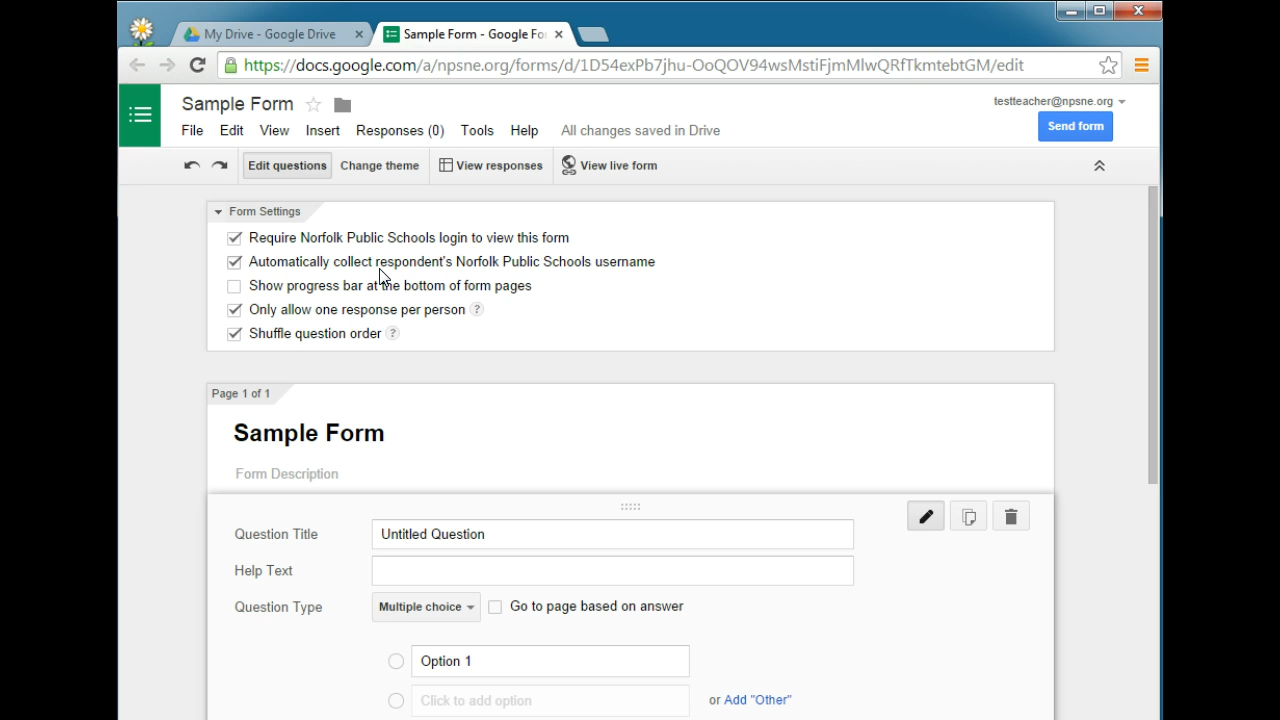 My Drive - Google Drive
Sample Form - Google Fo
https://docs.google.com/a/npsne.org/forms/d/1D54exPb7jhu-OoQOV94wsMstiFjmMlwQRfTkmtebtGM/edit
Sample Form
testteacher@npsne.org
File Edit View Insert Responses (0) Tools Help All changes saved in Drive
Send form
Edit questions Change theme View responses View live form
Form Settings
Require Norfolk Public Schools login to view this form
Automatically collect respondent's Norfolk Public Schools username
Show progress bar at the bottom of form pages
Only allow one response per person ?
Shuffle question order ?
Page 1 of 1
Sample Form
Form Description
Question Title Untitled Question
Help Text
Question Type Multiple choice Go to page based on answer
Option 1
Click to add option or Add "Other"